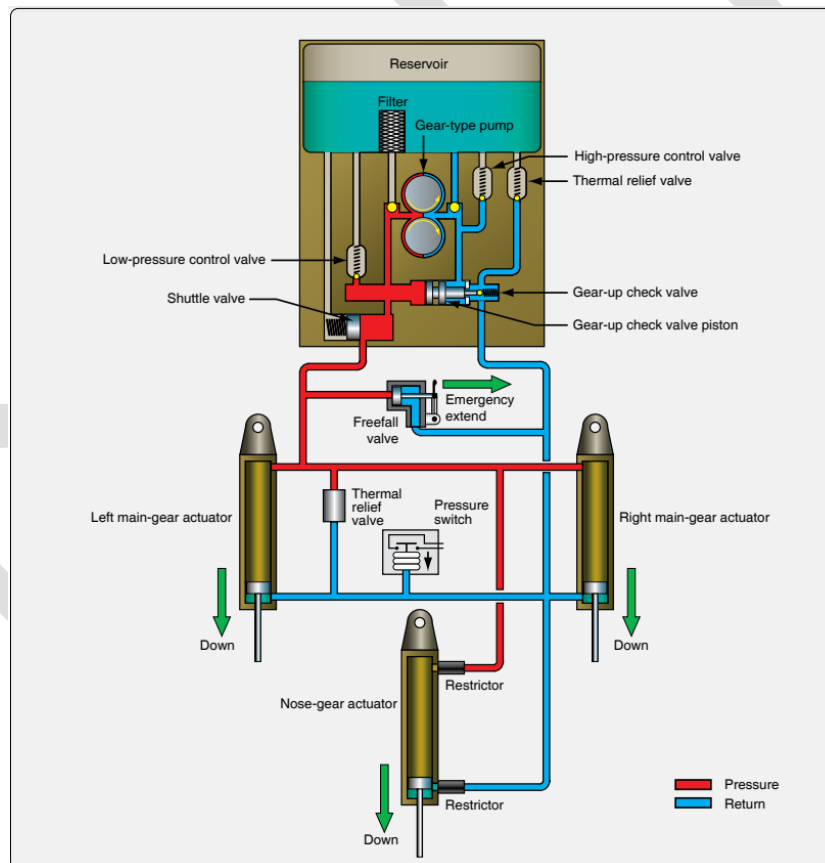 Reservoir
Filter
Gear-type pump
High-pressure control valve
Thermal relief valve
Low-pressure control valve
Shuttle valve
Gear-up check valve
Gear-up check valve piston
Emergency
extend
Freefall
valve
Left main-gear actuator
Thermal
relief
valve
Pressure
switch
Right main-gear actuator
Down
Down
Restrictor
Nose-gear actuator
Restrictor
Down
Pressure
Return